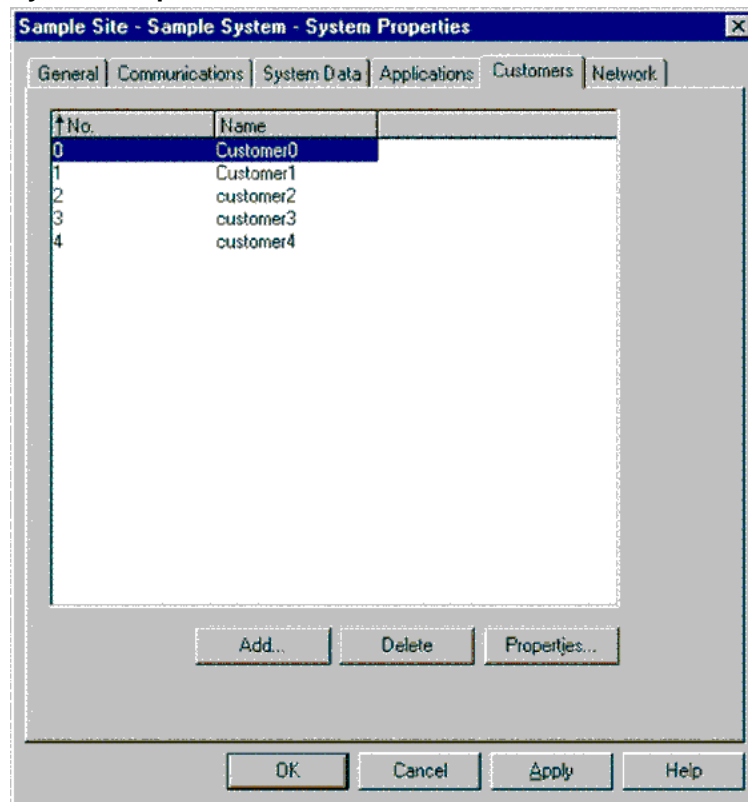 Sample Site - Sample System - System Properties
General Communications System Data Applications Customers Network
No. Name
0 Customer0
1 Customer1
2 customer2
3 customer3
4 customer4
Add... Delete Properties...
OK Cancel Apply Help